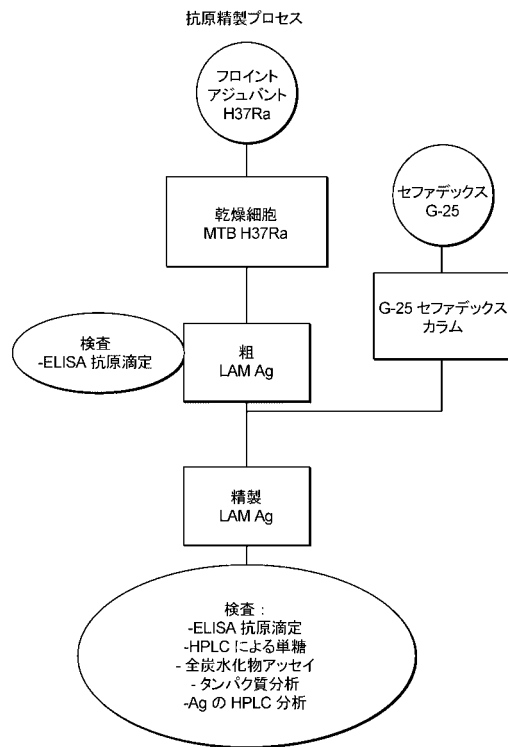 抗原精製プロセス
フロイント
アジュバント
H37Ra
乾燥細胞
MTB H37Ra
セファデックス
G-25
G-25 セファデックス
カラム
検査
-ELISA 抗原滴定
粗
LAM Ag
精製
LAM Ag
検査：
-ELISA 抗原滴定
-HPLC による単糖
- 全炭水化物アッセイ
- タンパク質分析
-Ag の HPLC 分析